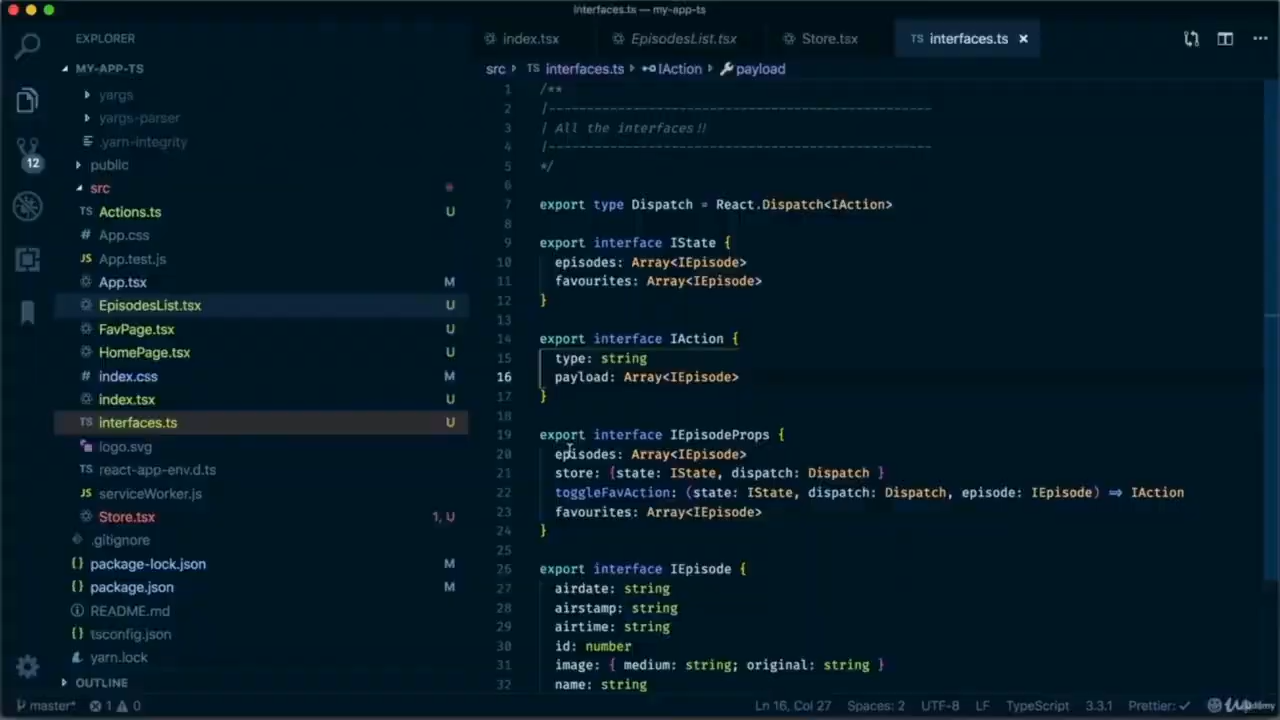 interfaces.ts — my-app-ts
EXPLORER
index.tsx
EpisodesList.tsx
Store.tsx
TS interfaces.ts ×
MY-APP-TS
src TS interfaces.ts IAction payload
yargs
yargs-parser
.yarn-integrity
12
public
src
TS Actions.ts U
# App.css
JS App.test.js
App.tsx M
EpisodesList.tsx U
FavPage.tsx U
HomePage.tsx U
# index.css M
index.tsx U
TS interfaces.ts U
logo.svg
TS react-app-env.d.ts
JS serviceWorker.js
Store.tsx 1, U
.gitignore
{} package-lock.json M
{} package.json M
README.md
tsconfig.json
yarn.lock
OUTLINE
1 /**
2 /--------------------------------------------------
3 | All the interfaces!!
4 /--------------------------------------------------
5 */
6
7 export type Dispatch = React.Dispatch<IAction>
8
9 export interface IState {
10 episodes: Array<IEpisode>
11 favourites: Array<IEpisode>
12 }
13
14 export interface IAction {
15 type: string
16 payload: Array<IEpisode>
17 }
18
19 export interface IEpisodeProps {
20 episodes: Array<IEpisode>
21 store: {state: IState, dispatch: Dispatch }
22 toggleFavAction: (state: IState, dispatch: Dispatch, episode: IEpisode) => IAction
23 favourites: Array<IEpisode>
24 }
25
26 export interface IEpisode {
27 airdate: string
28 airstamp: string
29 airtime: string
30 id: number
31 image: { medium: string; original: string }
32 name: string
master* 1 0
Ln 16, Col 27 Spaces: 2 UTF-8 LF TypeScript 3.3.1 Prettier: ✓